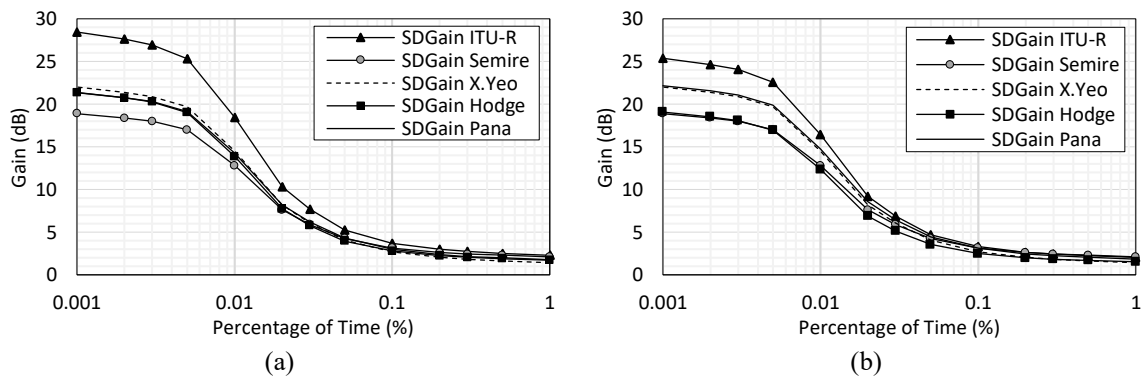 30
25
20
15
10
5
0
Gain (dB)
SDGain ITU-R
SDGain Semire
SDGain X.Yeo
SDGain Hodge
SDGain Pana
0.001 0.01 0.1 1
Percentage of Time (%)
(a)
30
25
20
15
10
5
0
Gain (dB)
SDGain ITU-R
SDGain Semire
SDGain X.Yeo
SDGain Hodge
SDGain Pana
0.001 0.01 0.1 1
Percentage of Time (%)
(b)